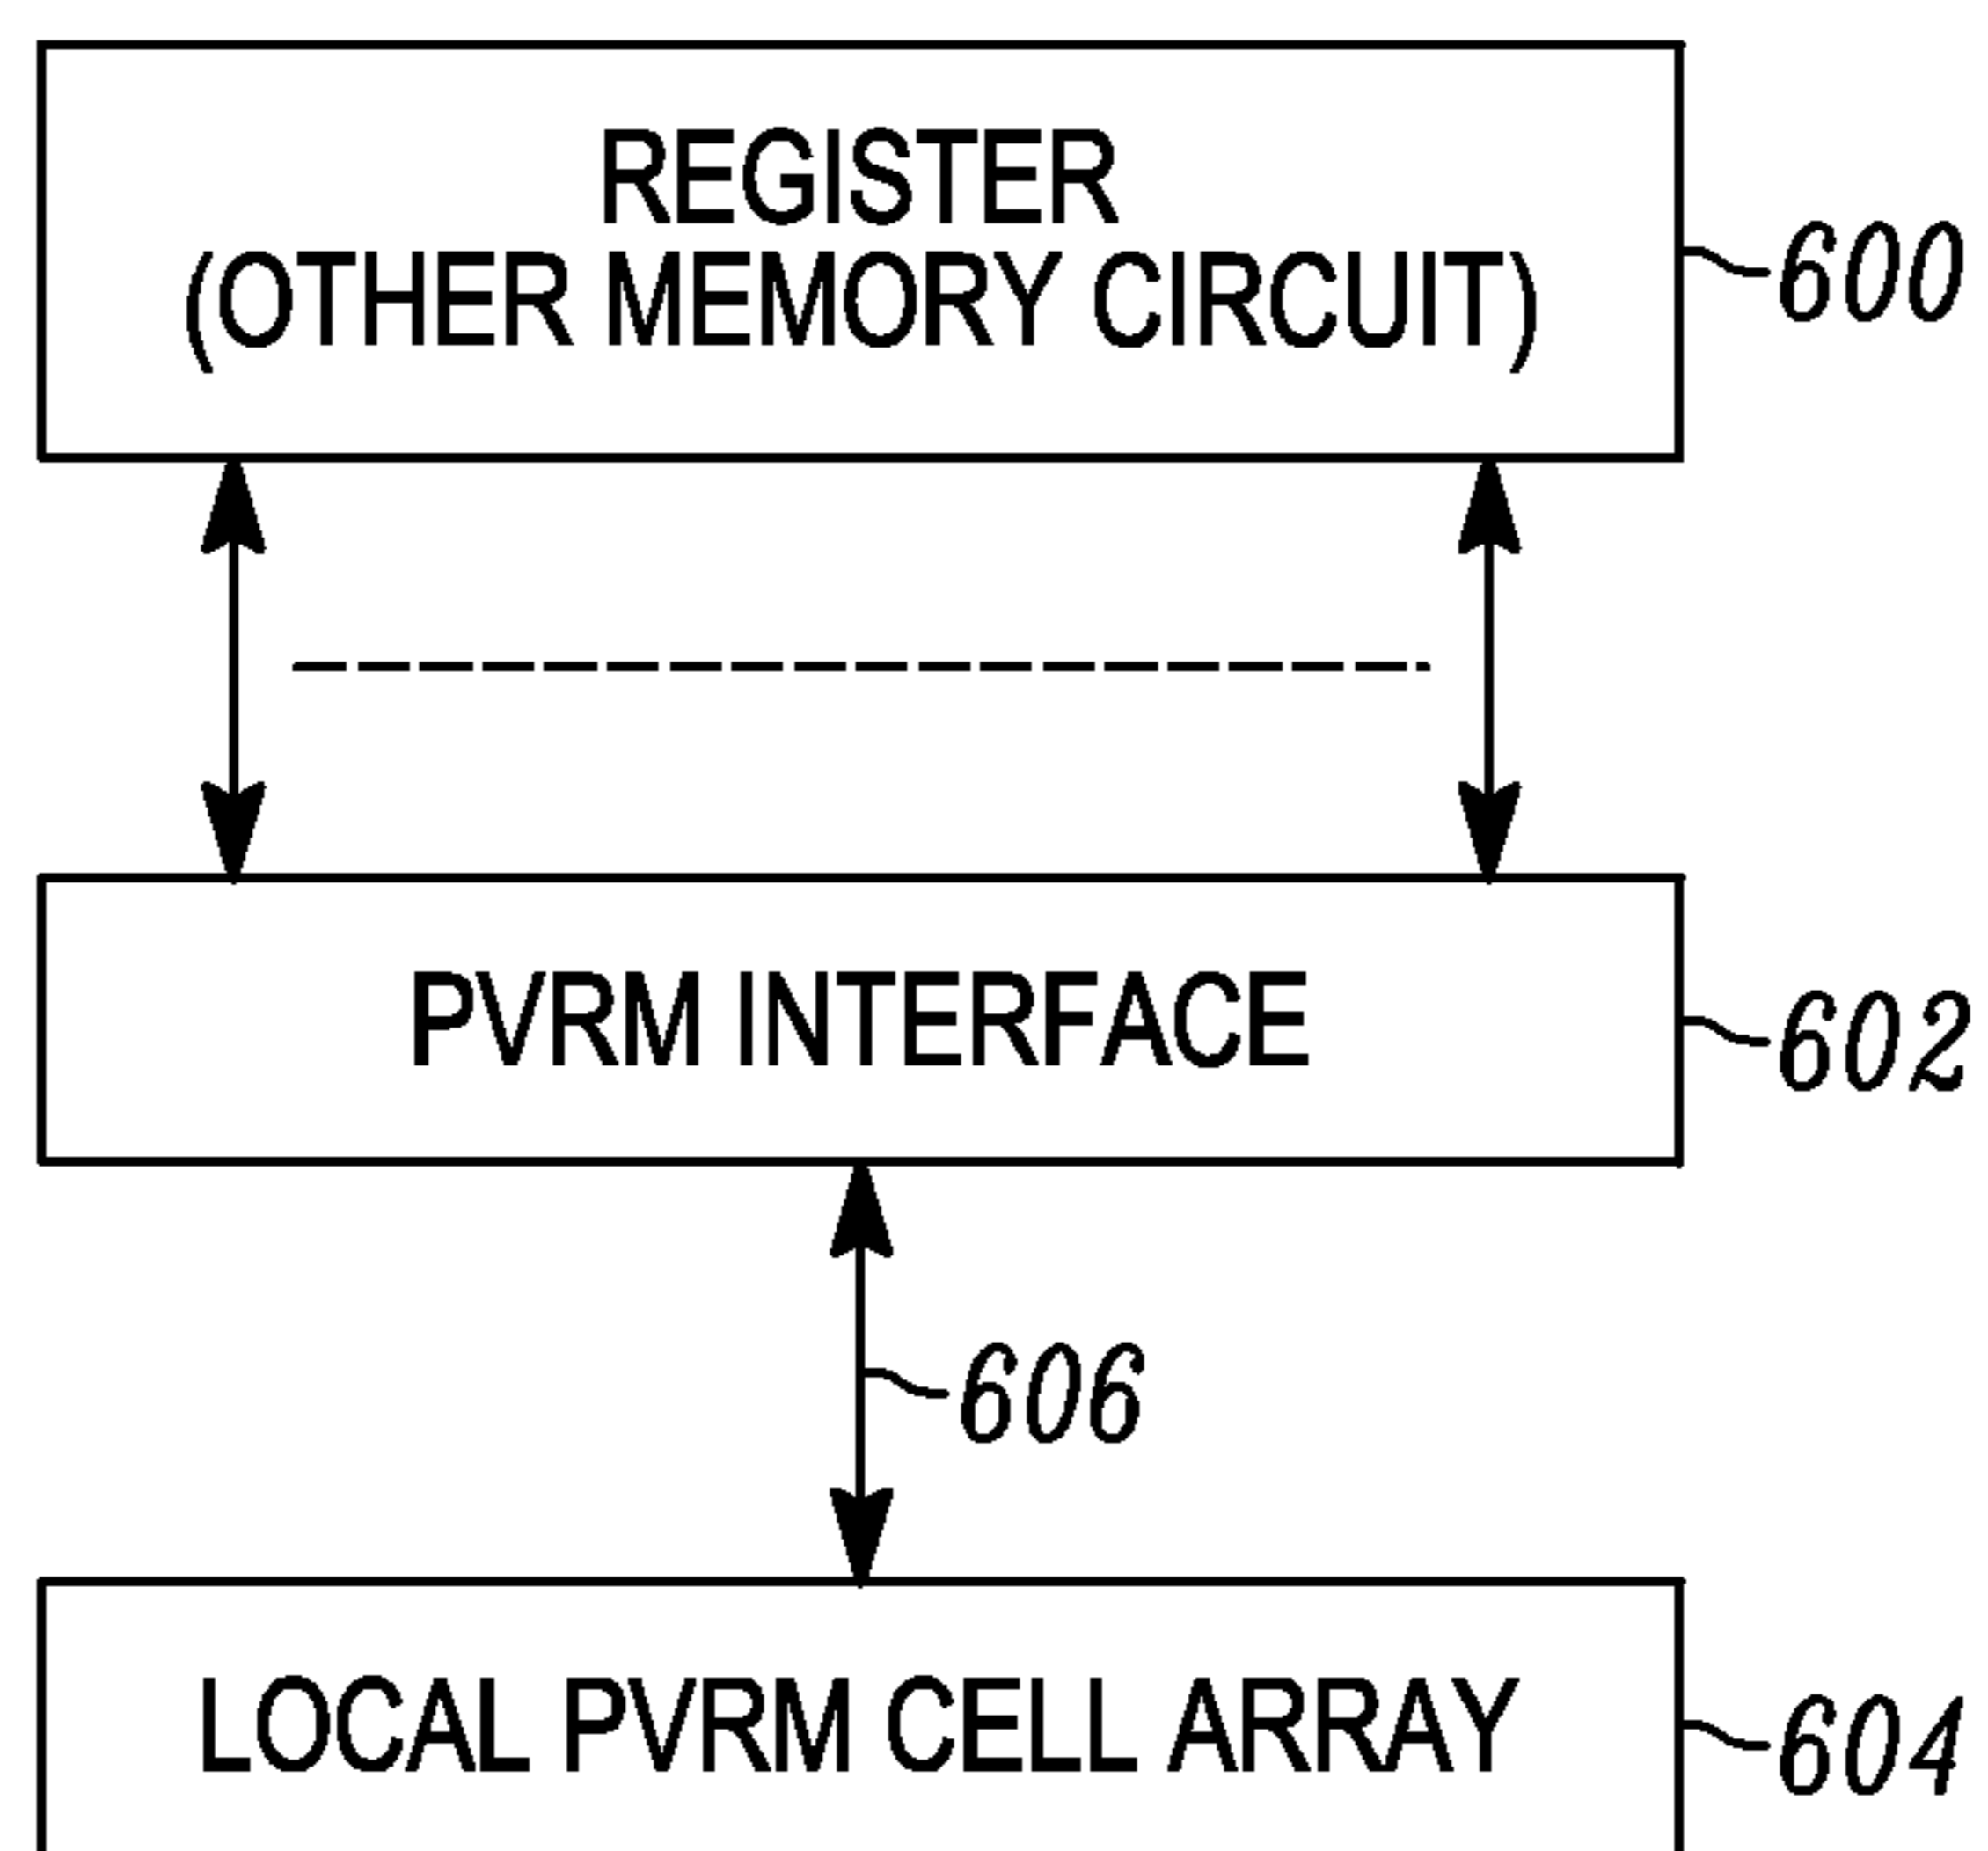 REGISTER
(OTHER MEMORY CIRCUIT)
600
PVRM INTERFACE
602
606
LOCAL PVRM CELL ARRAY
604